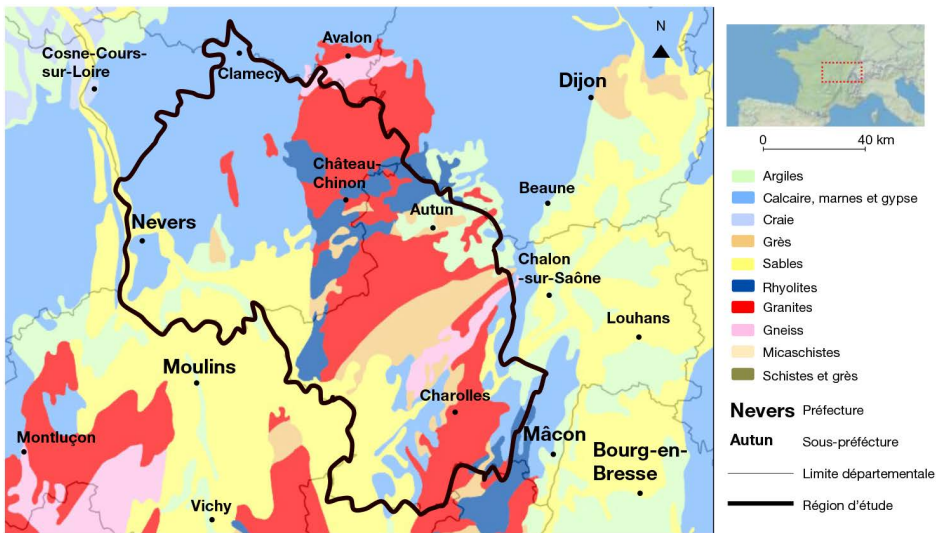 Cosne-Cours-
sur-Loire
Clamecy
Avalon
N
Dijon
Château-
Chinon
Autun
Beaune
Nevers
Chalon
-sur-Saône
Louhans
Moulins
Charolles
Montluçon
Mâcon
Bourg-en-
Bresse
Vichy
0 40 km
Argiles
Calcaire, marnes et gypse
Craie
Grès
Sables
Rhyolites
Granites
Gneiss
Micaschistes
Schistes et grès
Nevers Préfecture
Autun Sous-préfécture
Limite départementale
Région d'étude